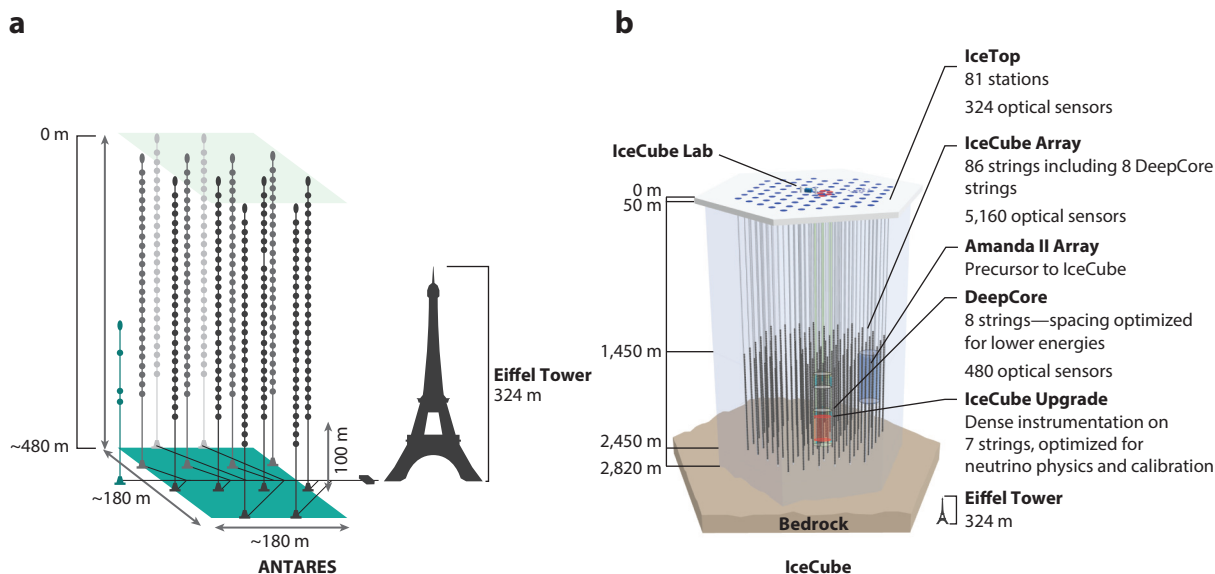 a
0 m
~480 m
~180 m
~180 m
100 m
Eiffel Tower
324 m
ANTARES
b
IceCube Lab
0 m
50 m
1,450 m
2,450 m
2,820 m
IceTop
81 stations
324 optical sensors
IceCube Array
86 strings including 8 DeepCore
strings
5,160 optical sensors
Amanda II Array
Precursor to IceCube
DeepCore
8 strings—spacing optimized
for lower energies
480 optical sensors
IceCube Upgrade
Dense instrumentation on
7 strings, optimized for
neutrino physics and calibration
Eiffel Tower
324 m
Bedrock
IceCube